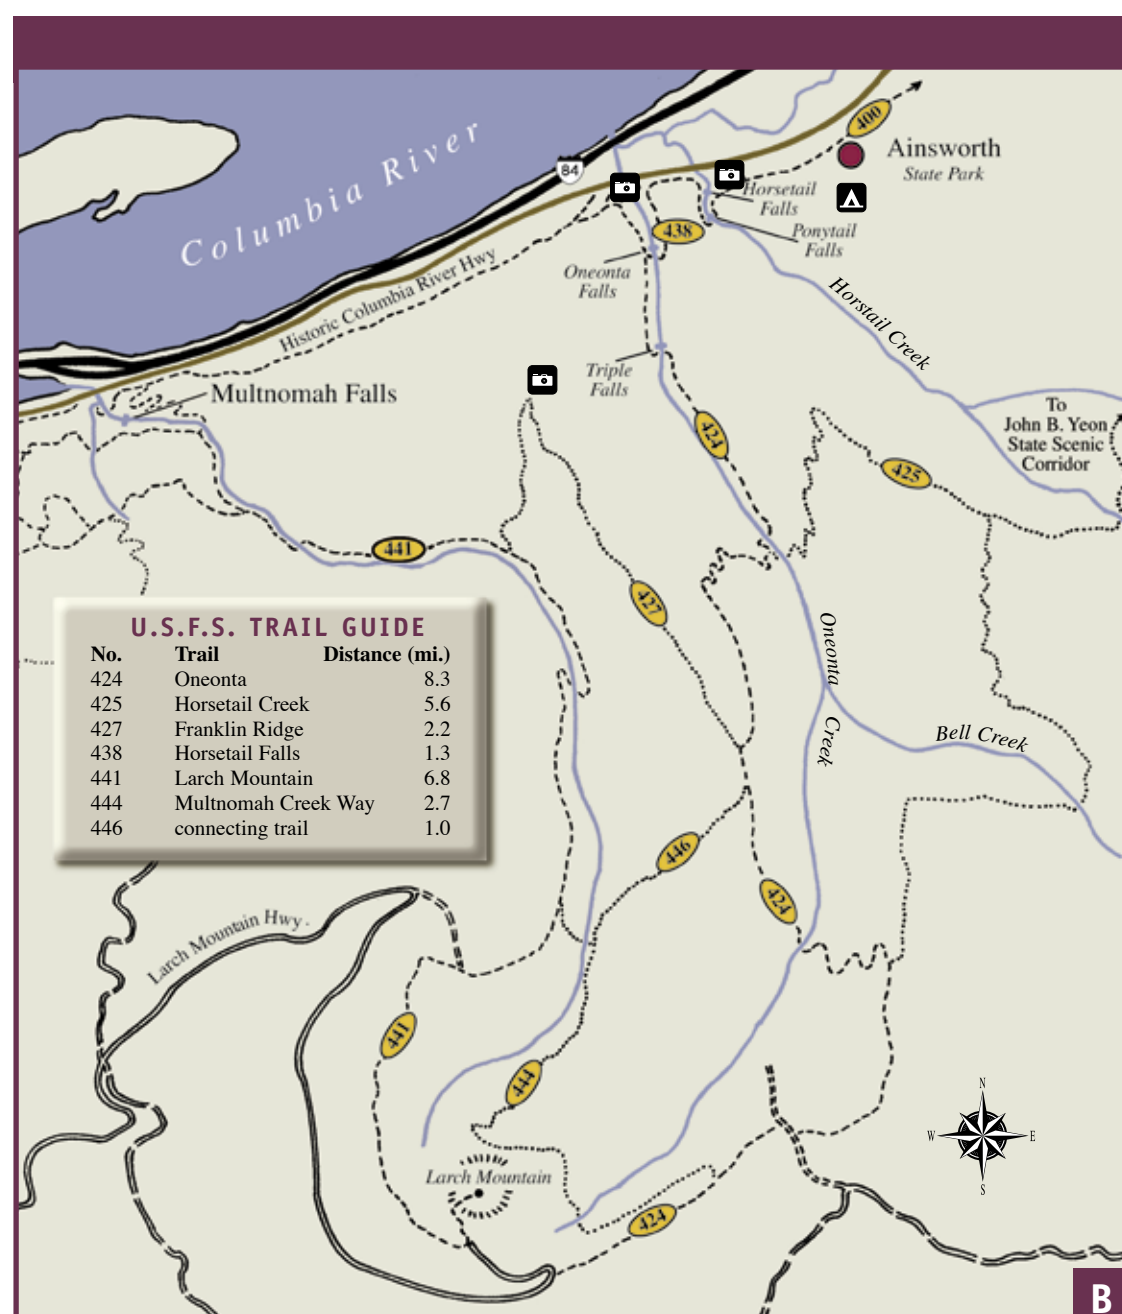 Columbia River
84
400
Ainsworth
State Park
Horsetail
Falls
438
Ponytail
Falls
Oneonta
Falls
Historic Columbia River Hwy
Horstail Creek
Triple
Falls
Multnomah Falls
To
John B. Yeon
State Scenic
Corridor
424
425
441
427
Oneonta
Creek
Bell Creek
U.S.F.S. TRAIL GUIDE
No. Trail Distance (mi.)
424 Oneonta 8.3
425 Horsetail Creek 5.6
427 Franklin Ridge 2.2
438 Horsetail Falls 1.3
441 Larch Mountain 6.8
444 Multnomah Creek Way 2.7
446 connecting trail 1.0
446
424
Larch Mountain Hwy.
441
444
N
W E
S
Larch Mountain
424
B